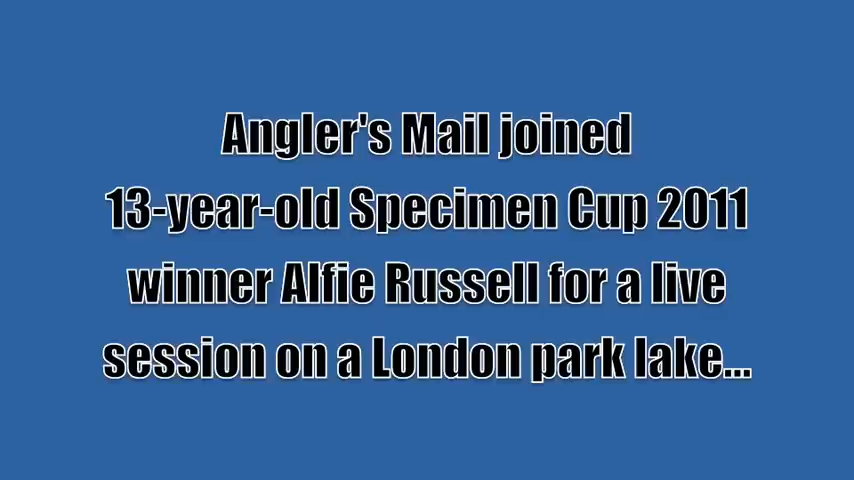 Angler's Mail joined
13-year-old Specimen Cup 2011
winner Alfie Russell for a live
session on a London park lake...